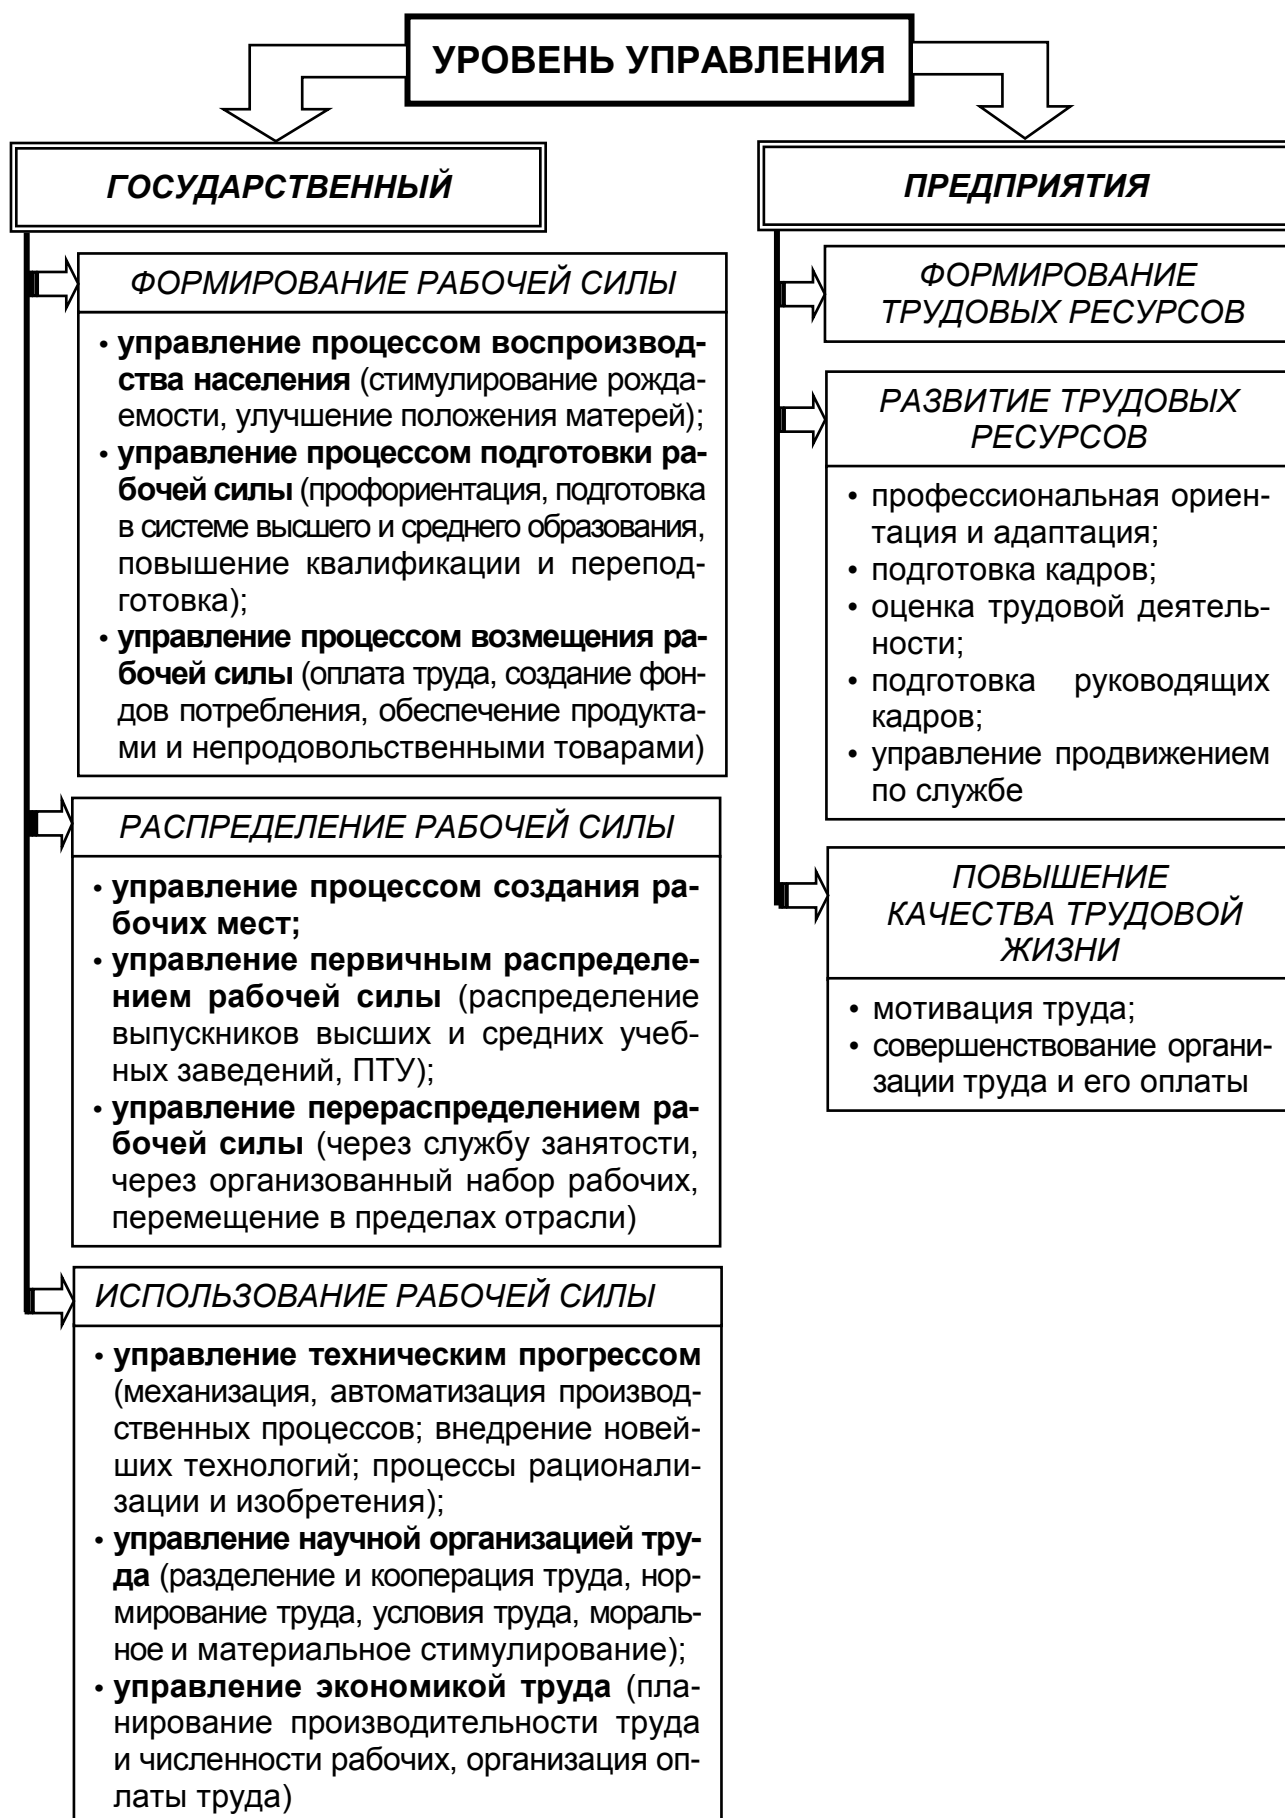 УРОВЕНЬ УПРАВЛЕНИЯ
ГОСУДАРСТВЕННЫЙ
ФОРМИРОВАНИЕ РАБОЧЕЙ СИЛЫ
• управление процессом воспроизвод-
ства населения (стимулирование рожда-
емости, улучшение положения матерей);
• управление процессом подготовки ра-
бочей силы (профориентация, подготовка
в системе высшего и среднего образования,
повышение квалификации и переподг-
готовка);
• управление процессом возмещения ра-
бочей силы (оплата труда, создание фон-
дов потребления, обеспечение продукта-
ми и непродовольственными товарами)
РАСПРЕДЕЛЕНИЕ РАБОЧЕЙ СИЛЫ
• управление процессом создания ра-
бочих мест;
• управление первичным распределе-
нием рабочей силы (распределение
выпускников высших и средних учеб-
ных заведений, ПТУ);
• управление перераспределением ра-
бочей силы (через службу занятости,
через организованный набор рабочих,
перемещение в пределах отрасли)
ИСПОЛЬЗОВАНИЕ РАБОЧЕЙ СИЛЫ
• управление техническим прогрессом
(механизация, автоматизация производ-
ственных процессов; внедрение новей-
ших технологий; процессы рационали-
зации и изобретения);
• управление научной организацией тру-
да (разделение и кооперация труда, нор-
мирование труда, условия труда, мораль-
ное и материальное стимулирование);
• управление экономикой труда (пла-
нирование производительности труда
и численности рабочих, организация оп-
латы труда)
ПРЕДПРИЯТИЯ
ФОРМИРОВАНИЕ
ТРУДОВЫХ РЕСУРСОВ
РАЗВИТИЕ ТРУДОВЫХ
РЕСУРСОВ
• профессиональная ориен-
тация и адаптация;
• подготовка кадров;
• оценка трудовой деятель-
ности;
• подготовка руководящих
кадров;
• управление продвижением
по службе
ПОВЫШЕНИЕ
КАЧЕСТВА ТРУДОВОЙ
ЖИЗНИ
• мотивация труда;
• совершенствование органи-
зации труда и его оплаты